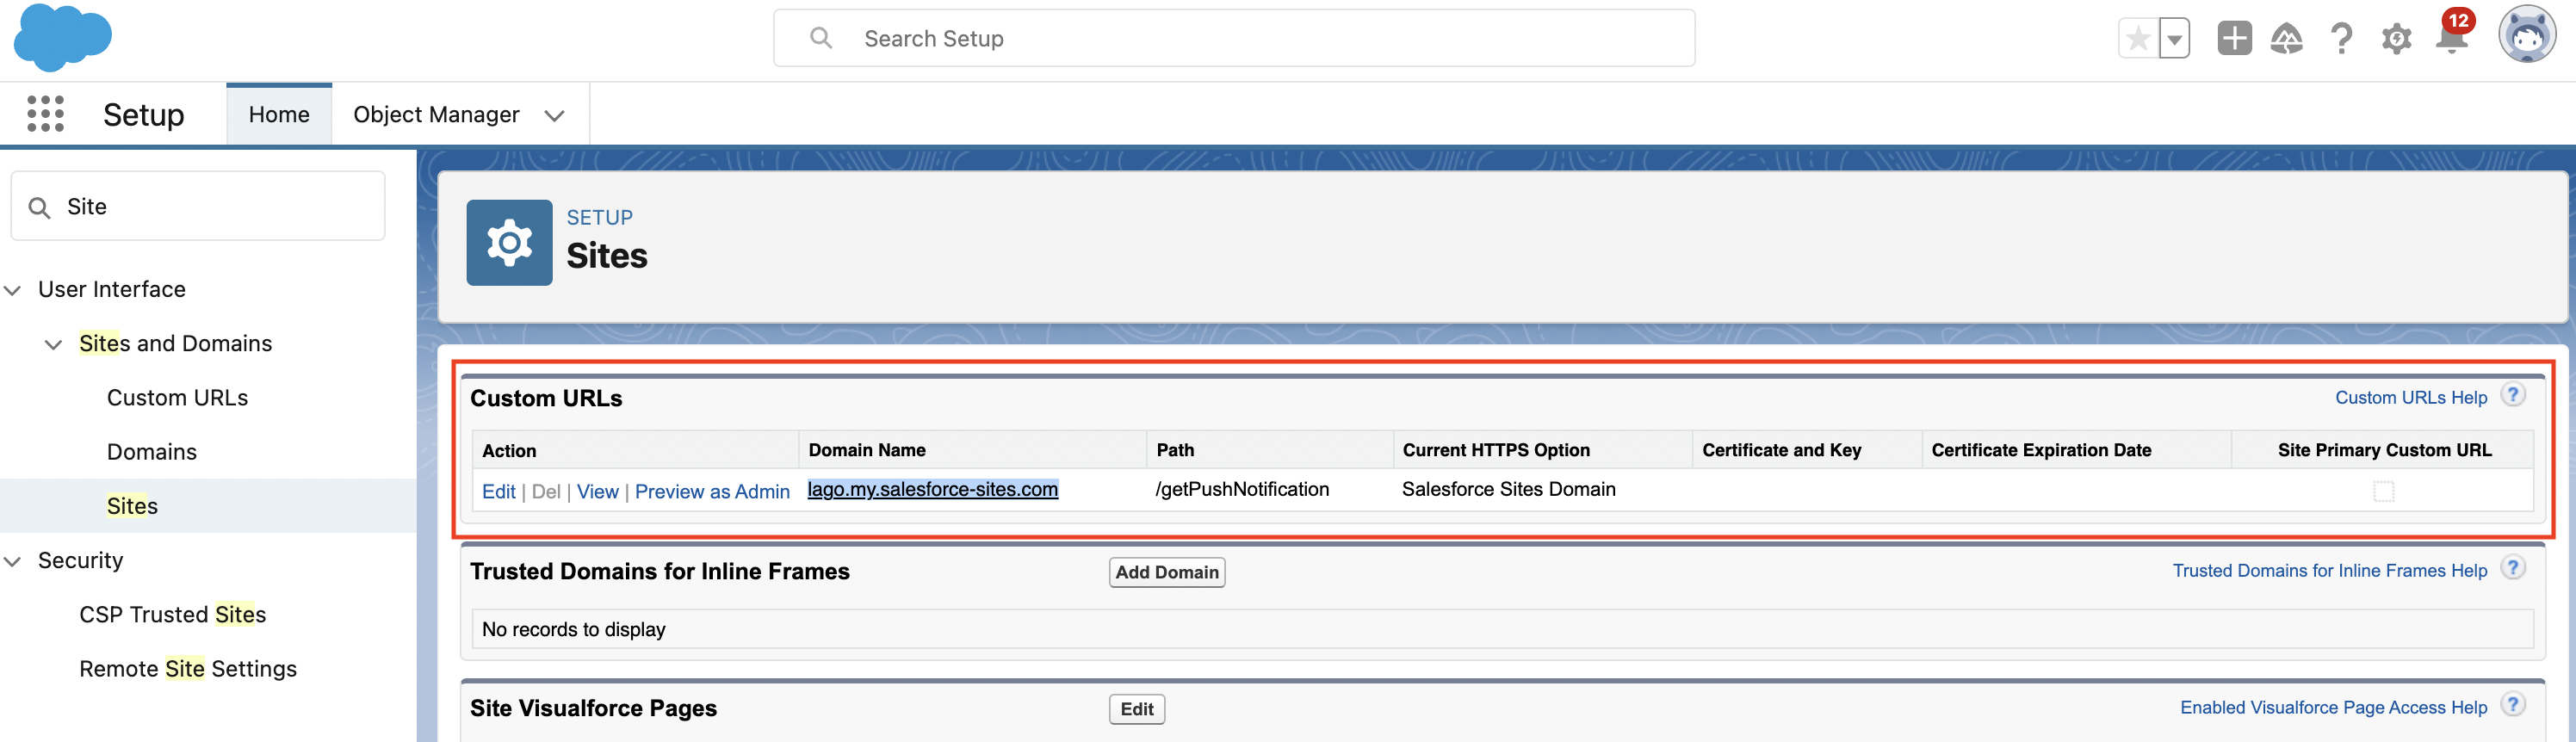 Search Setup
12
Setup
Home
Object Manager
Site
User Interface
Sites and Domains
Custom URLs
Domains
Sites
Security
CSP Trusted Sites
Remote Site Settings
SETUP
Sites
Custom URLs
Custom URLs Help ?
Action Domain Name Path Current HTTPS Option Certificate and Key Certificate Expiration Date Site Primary Custom URL
Edit | Del | View | Preview as Admin lago.my.salesforce-sites.com /getPushNotification Salesforce Sites Domain
Trusted Domains for Inline Frames Add Domain Trusted Domains for Inline Frames Help ?
No records to display
Site Visualforce Pages Edit Enabled Visualforce Page Access Help ?